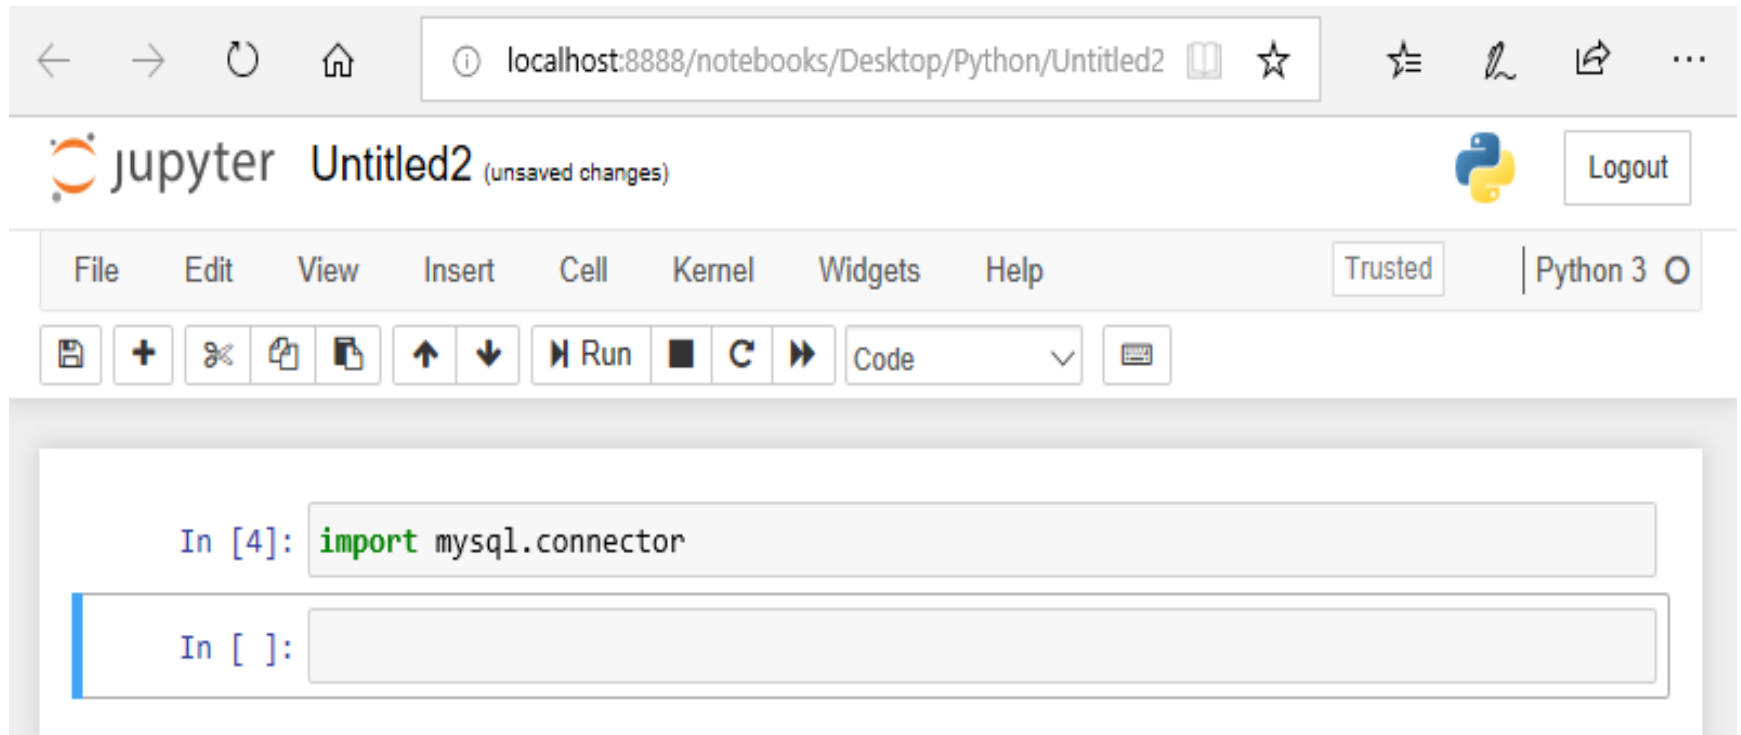 localhost:8888/notebooks/Desktop/Python/Untitled2
jupyter Untitled2 (unsaved changes)
Logout
File Edit View Insert Cell Kernel Widgets Help Trusted Python 3
Run Code
In [4]: import mysql.connector
In [ ]: